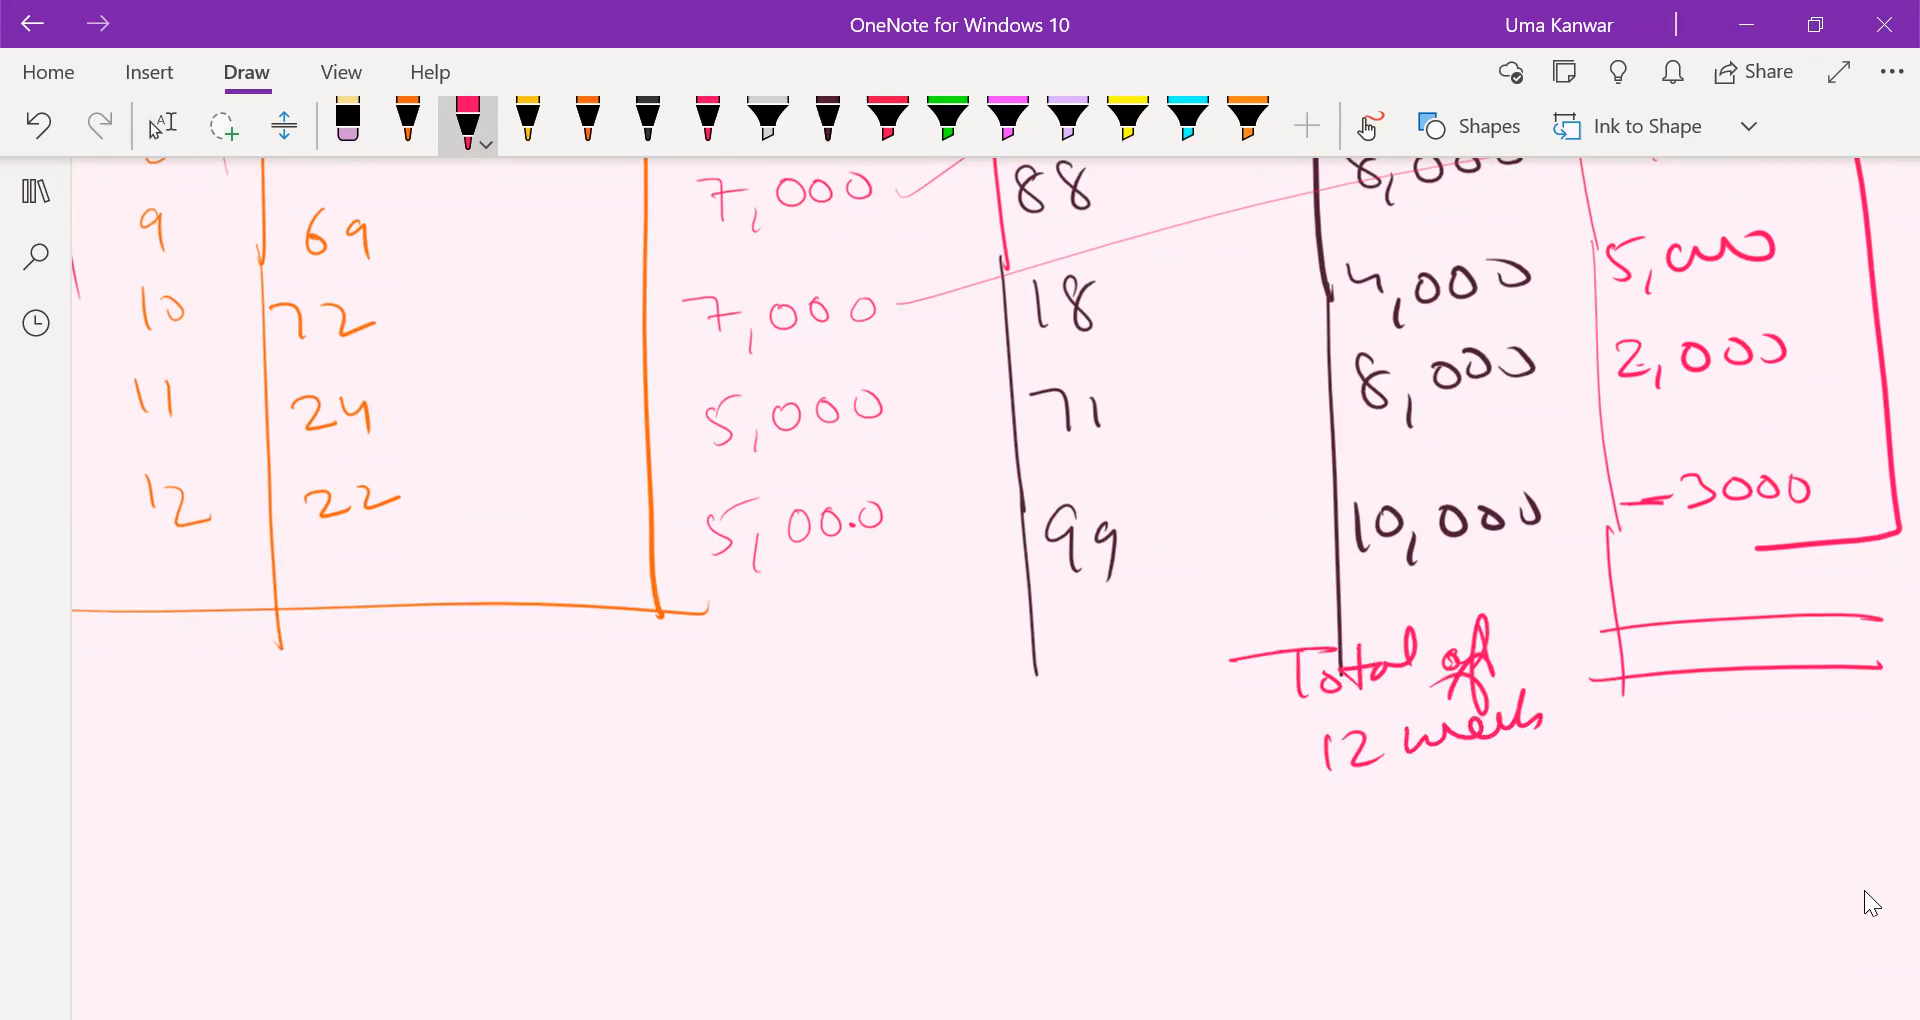 OneNote for Windows 10
Uma Kanwar
Home Insert Draw View Help
Share
Shapes
Ink to Shape
7,000 88 8,000
9 69 5,000
10 72 7,000 18 4,000
11 24 5,000 71 8,000 2,000
12 22 5,000 99 10,000 -3000
Total of
12 weeks